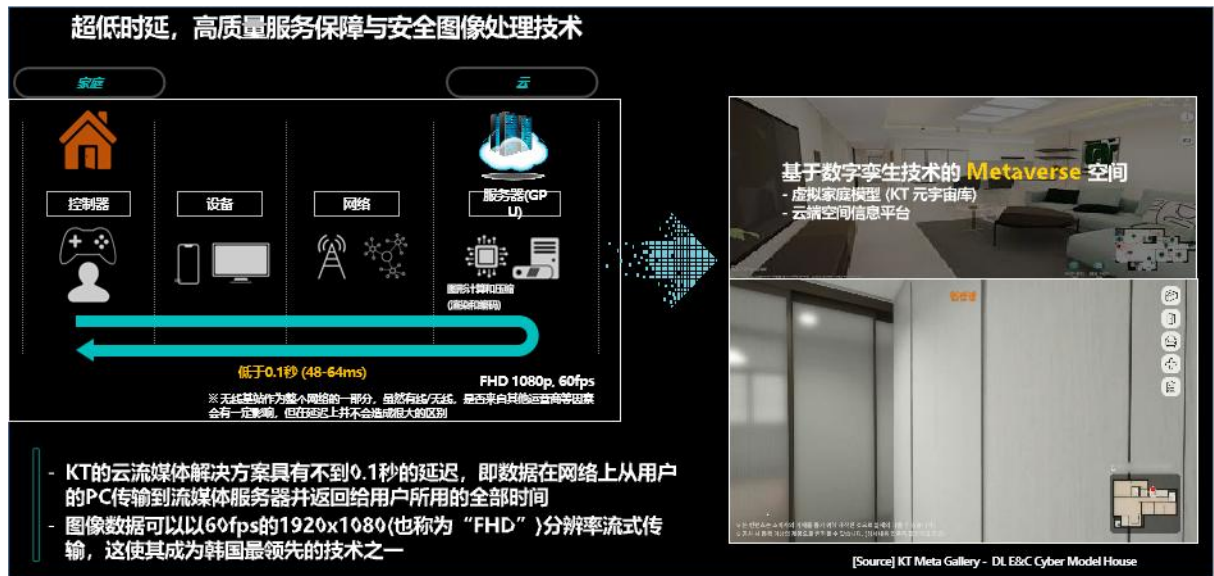 超低时延，高质量服务保障与安全图像处理技术
家庭
云
控制器
设备
网络
服务器(GP
U)
图形计算和压缩
(渲染和编码)
低于0.1秒 (48-64ms)
FHD 1080p, 60fps
※ 无线基站作为整个网络的一部分，虽然有线/无线，是否来自其他运营商等因素
会有一定影响，但在延迟上并不会造成很大的区别
基于数字孪生技术的 Metaverse 空间
- 虚拟家庭模型 (KT 元宇宙库)
- 云端空间信息平台
- KT的云流媒体解决方案具有不到0.1秒的延迟，即数据在网络上从用户
的PC传输到流媒体服务器并返回给用户所用的全部时间
- 图像数据可以以60fps的1920x1080(也称为“FHD”)分辨率流式传
输，这使其成为韩国最领先的技术之一
[Source] KT Meta Gallery - DL E&C Cyber Model House